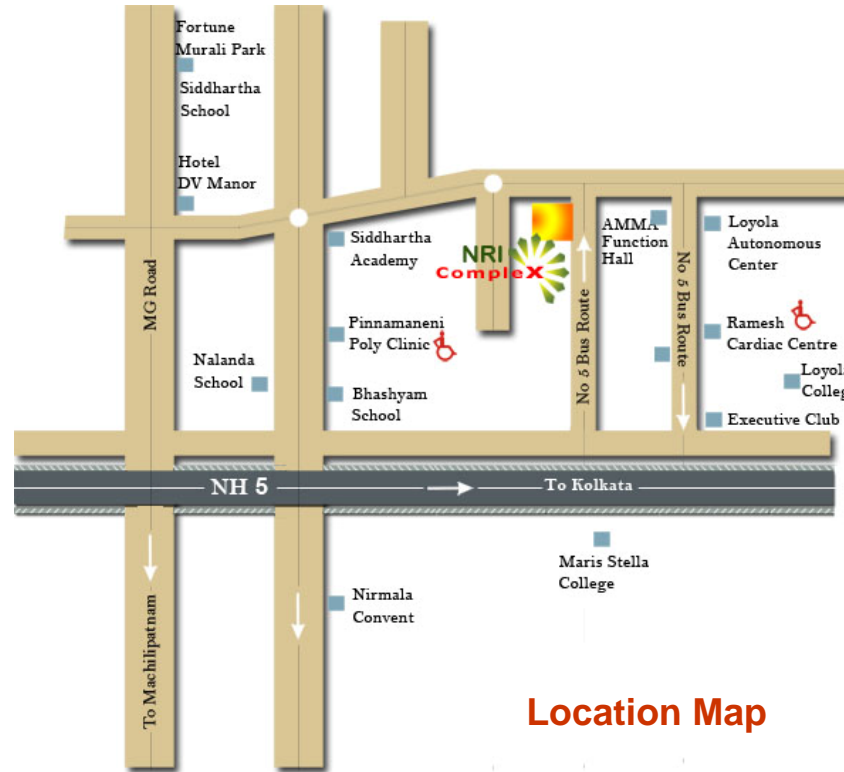 Fortune
Murali Park
Siddhartha
School
Hotel
DV Manor
MG Road
Siddhartha
Academy
NRI
CompleX
AMMA
Function
Hall
No 5 Bus Route
No 5 Bus Route
Loyola
Autonomous
Center
Pinnamaneni
Poly Clinic
Ramesh
Cardiac Centre
Nalanda
School
Bhashyam
School
Loyola
College
Executive Club
NH 5
To Kolkata
Maris Stella
College
Nirmala
Convent
To Machilipatnam
Location Map